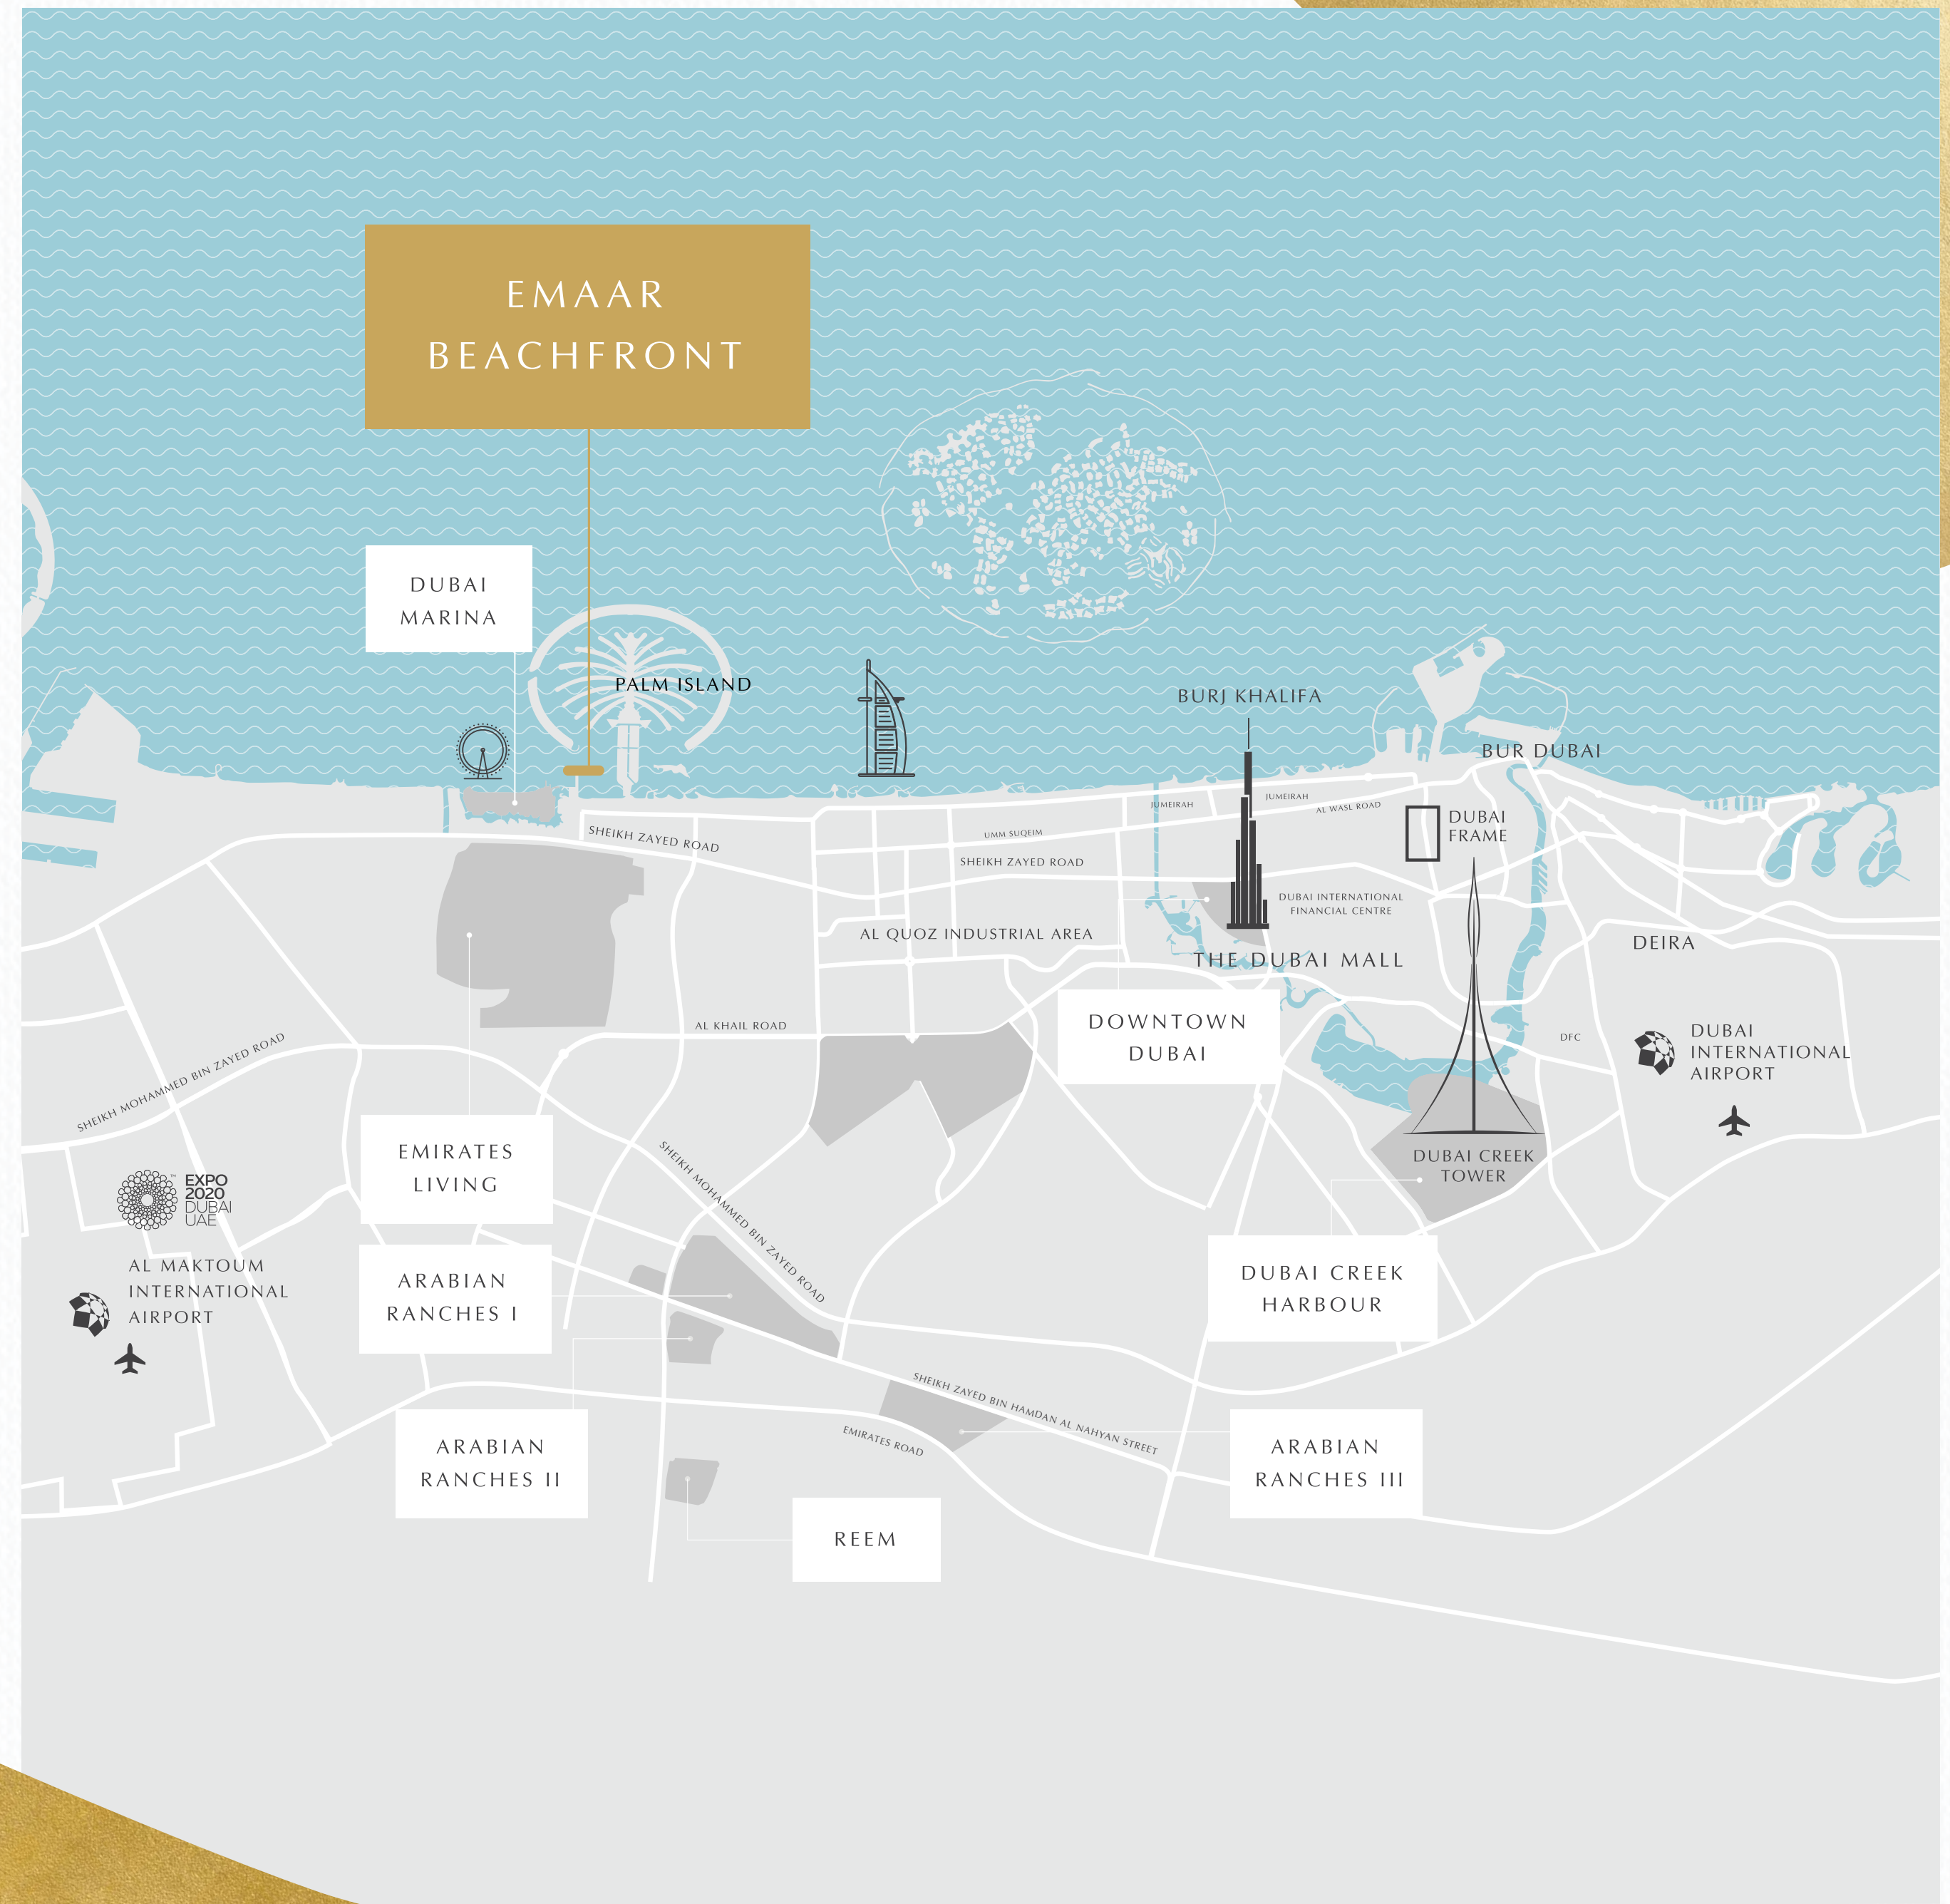 EMAAR
BEACHFRONT
DUBAI
MARINA
PALM ISLAND
BURJ KHALIFA
BUR DUBAI
JUMEIRAH
JUMEIRAH
AL WASL ROAD
DUBAI
FRAME
SHEIKH ZAYED ROAD
UMM SUQEIM
SHEIKH ZAYED ROAD
DUBAI INTERNATIONAL
FINANCIAL CENTRE
AL QUOZ INDUSTRIAL AREA
DEIRA
THE DUBAI MALL
DOWNTOWN
DUBAI
AL KHAIL ROAD
DFC
DUBAI
INTERNATIONAL
AIRPORT
SHEIKH MOHAMMED BIN ZAYED ROAD
EMIRATES
LIVING
SHEIKH MOHAMMED BIN ZAYED ROAD
DUBAI CREEK
TOWER
EXPO
2020
DUBAI
UAE
™
AL MAKTOUM
INTERNATIONAL
AIRPORT
ARABIAN
RANCHES I
DUBAI CREEK
HARBOUR
SHEIKH ZAYED BIN HAMDAN AL NAHYAN STREET
EMIRATES ROAD
ARABIAN
RANCHES II
ARABIAN
RANCHES III
REEM